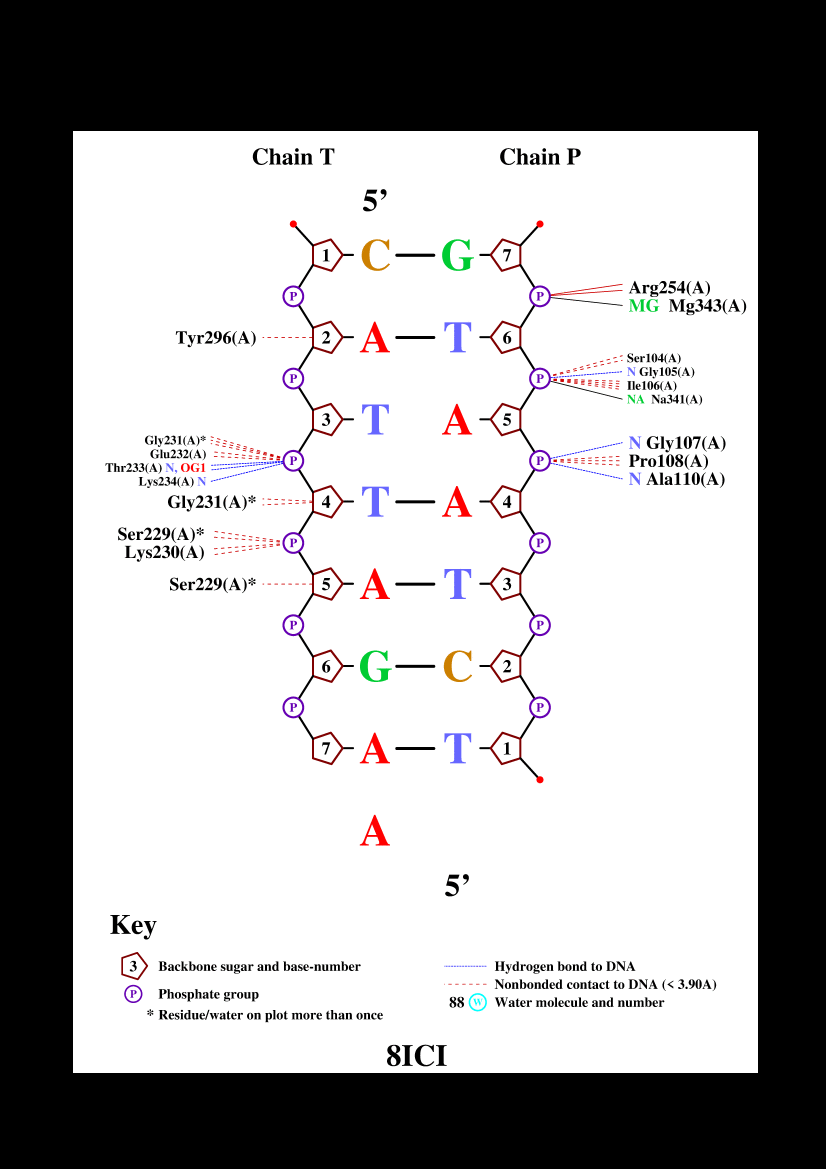 Chain T Chain P
5’
1 C G 7
P P
Arg254(A)
MG Mg343(A)
Tyr296(A) 2 A T 6
P P
Ser104(A)
N Gly105(A)
Ile106(A)
NA Na341(A)
3 T A 5
Gly231(A)*
Glu232(A)
Thr233(A) N, OG1
Lys234(A) N
P P
N Gly107(A)
Pro108(A)
N Ala110(A)
Gly231(A)* 4 T A 4
Ser229(A)*
Lys230(A)
P P
Ser229(A)* 5 A T 3
P P
6 G C 2
P P
7 A T 1
A
5’
Key
3 Backbone sugar and base-number
P Phosphate group
* Residue/water on plot more than once
Hydrogen bond to DNA
Nonbonded contact to DNA (< 3.90A)
88 W Water molecule and number
8ICI